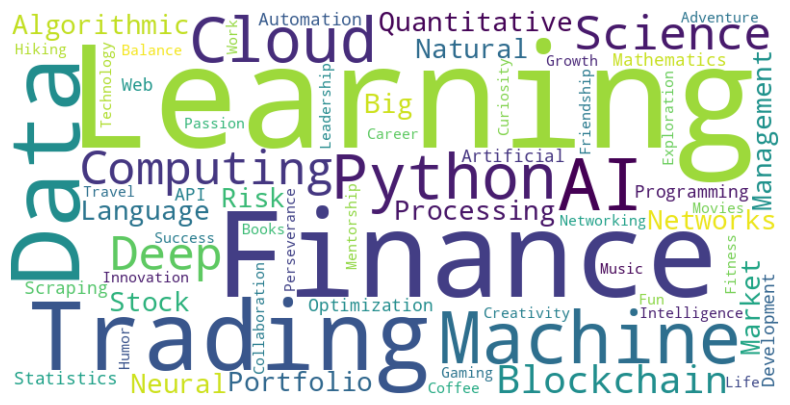 Algorithmic
Cloud
Automation
Quantitative
Science
Adventure
Hiking
Balance
Work
Natural
Growth
Mathematics
Technology
Learning
Web
Passion
Leadership
Big
Career
Curiosity
Friendship
Exploration
Management
Data
Computing
Python
Artificial
AI
Programming
Travel
API
Risk
Processing
Movies
Language
Networking
Networks
Success
Books
Perseverance
Mentorship
Finance
Deep
Innovation
Music
Fitness
Scraping
Stock
Collaboration
Optimization
Creativity
Fun
Intelligence
Market
Development
Trading
Machine
Humor
Statistics
Neural
Portfolio
Gaming
Coffee
Blockchain
Life